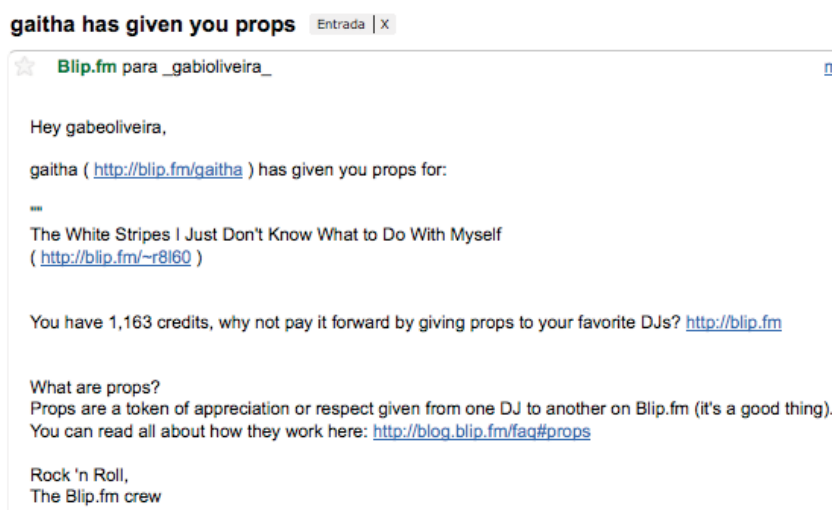 gaitha has given you props Entrada | X
Blip.fm para _gabioliveira_
Hey gabeoliveira,
gaitha ( http://blip.fm/gaitha ) has given you props for:
""
The White Stripes I Just Don't Know What to Do With Myself
( http://blip.fm/~r8l60 )
You have 1,163 credits, why not pay it forward by giving props to your favorite DJs? http://blip.fm
What are props?
Props are a token of appreciation or respect given from one DJ to another on Blip.fm (it's a good thing).
You can read all about how they work here: http://blog.blip.fm/faq#props
Rock 'n Roll,
The Blip.fm crew